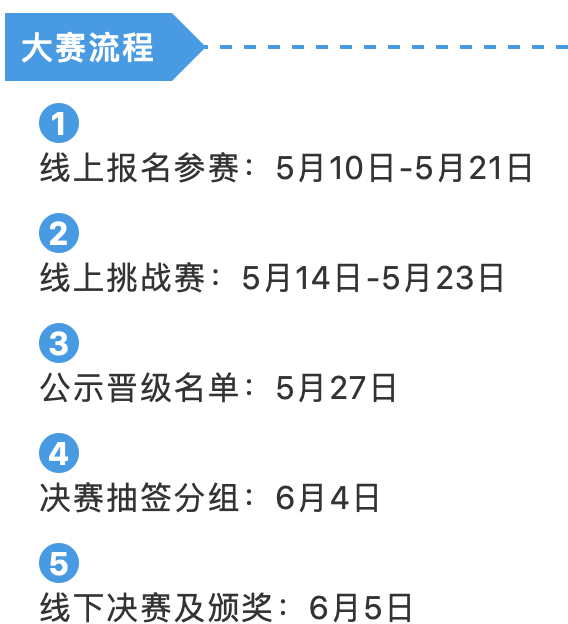 大赛流程
1
线上报名参赛：5月10日-5月21日
2
线上挑战赛：5月14日-5月23日
3
公示晋级名单：5月27日
4
决赛抽签分组：6月4日
5
线下决赛及颁奖：6月5日